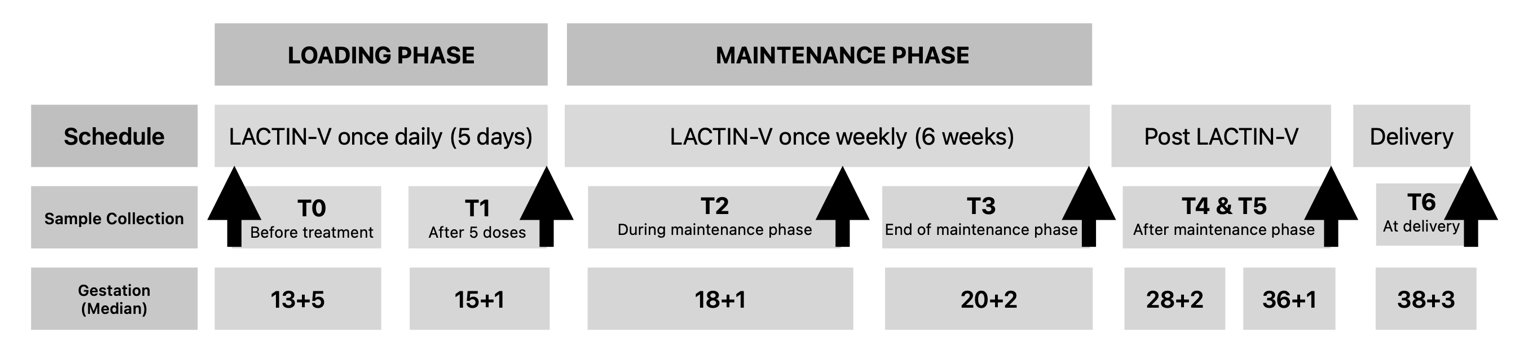 LOADING PHASE
MAINTENANCE PHASE
Schedule
LACTIN-V once daily (5 days)
LACTIN-V once weekly (6 weeks)
Post LACTIN-V
Delivery
Sample Collection
T0
Before treatment
T1
After 5 doses
T2
During maintenance phase
T3
End of maintenance phase
T4 & T5
After maintenance phase
T6
At delivery
Gestation
(Median)
13+5
15+1
18+1
20+2
28+2
36+1
38+3